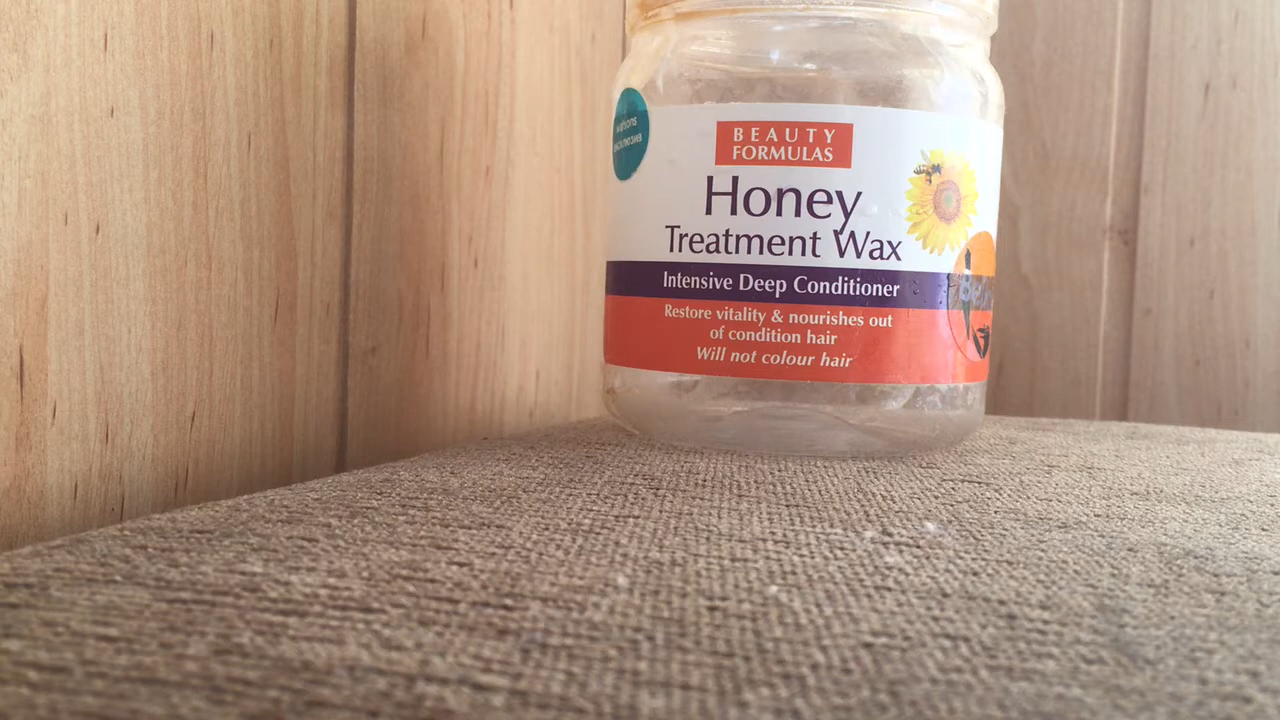 BEAUTY
FORMULAS
Honey
Treatment Wax
Intensive Deep Conditioner
Restore vitality & nourishes out
of condition hair
Will not colour hair